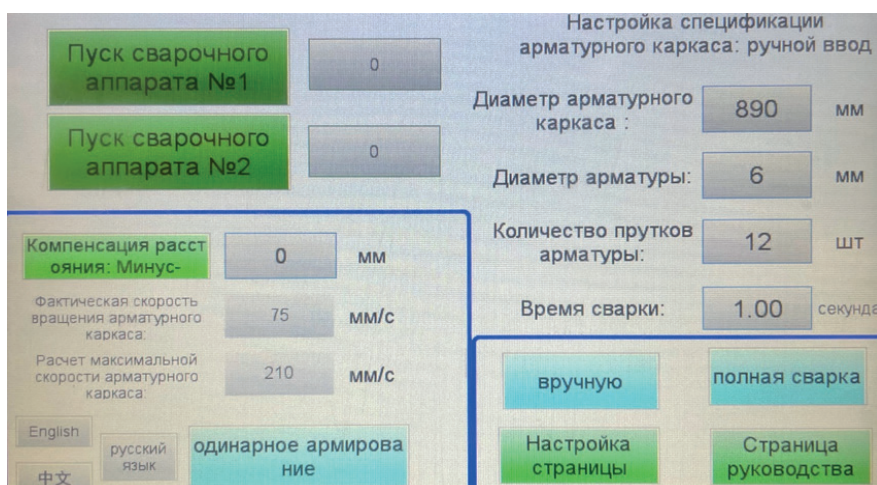 Пуск сварочного
аппарата №1
0
Пуск сварочного
аппарата №2
0
Настройка спецификации
арматурного каркаса: ручной ввод
Диаметр арматурного
каркаса :
890
мм
Диаметр арматуры:
6
мм
Количество прутков
арматуры:
12
шт
Время сварки:
1.00
секунда
Компенсация расст
ояния: Минус-
0
мм
Фактическая скорость
вращения арматурного
каркаса:
75
мм/с
Расчет максимальной
скорости арматурного
каркаса:
210
мм/с
English
русский
язык
中文
одинарное армирова
ние
вручную
полная сварка
Настройка
страницы
Страница
руководства